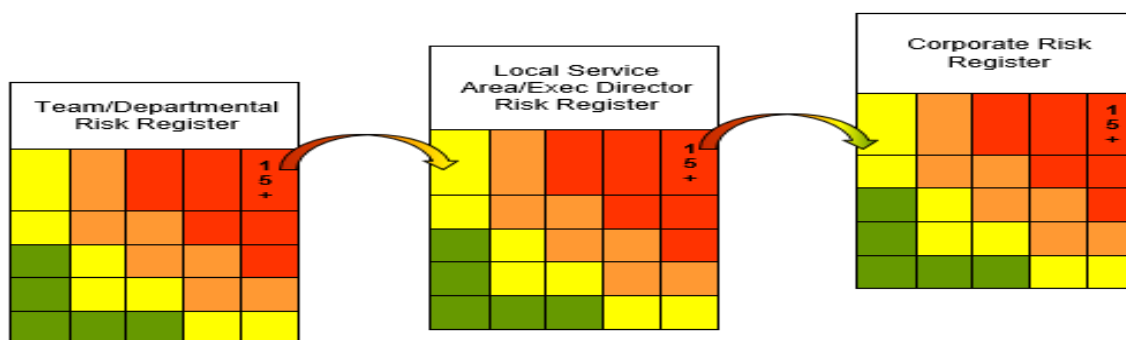 Team/Departmental
Risk Register
1
5
+
Local Service
Area/Exec Director
Risk Register
1
5
+
Corporate Risk
Register
1
5
+